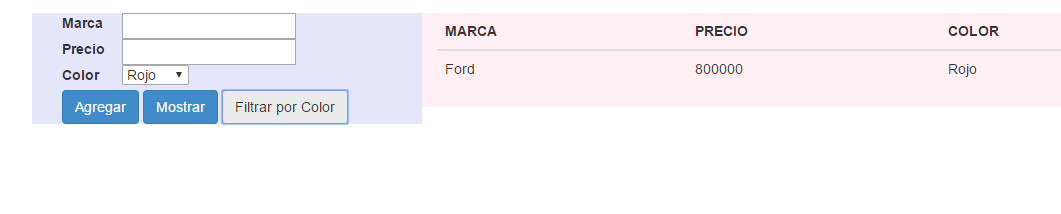 Marca
Precio
Color Rojo
Agregar Mostrar Filtrar por Color
MARCA PRECIO COLOR
Ford 800000 Rojo